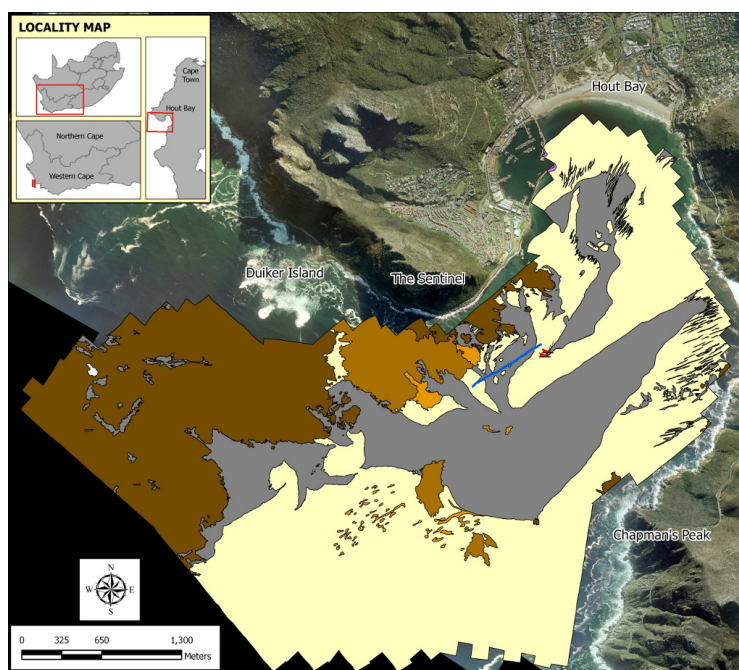 LOCALITY MAP
Cape
Town
Hout Bay
Northern Cape
Western Cape
Hout Bay
Duiker Island
The Sentinel
Chapman's Peak
N
W
E
S
0 325 650 1,300
Meters